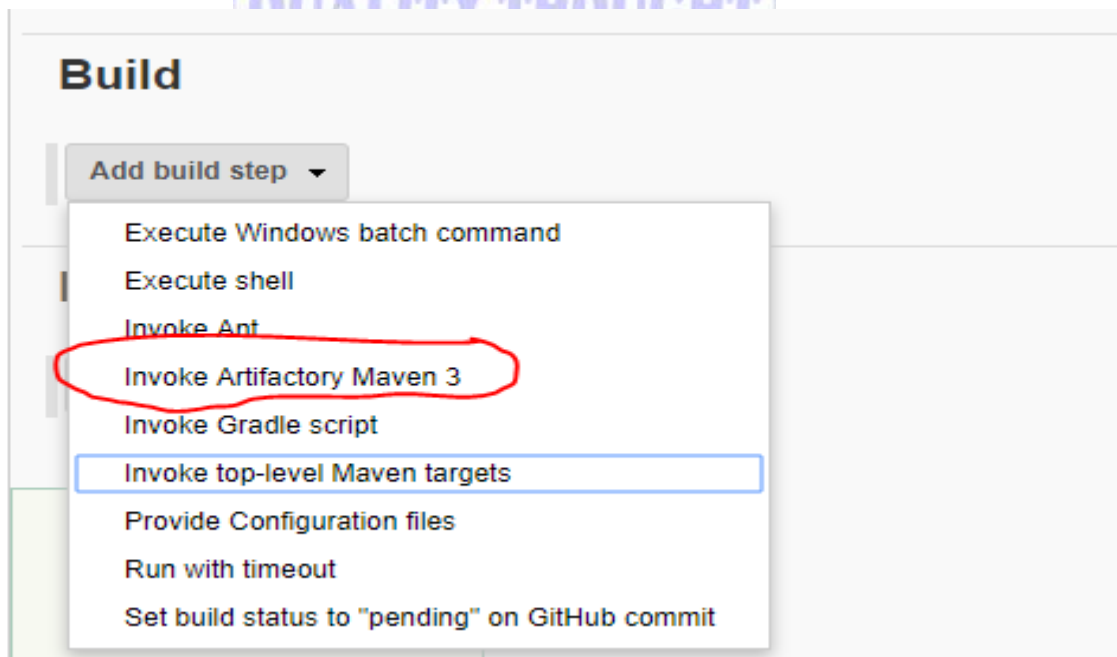 Build
Add build step
Execute Windows batch command
Execute shell
Invoke Ant
Invoke Artifactory Maven 3
Invoke Gradle script
Invoke top-level Maven targets
Provide Configuration files
Run with timeout
Set build status to "pending" on GitHub commit